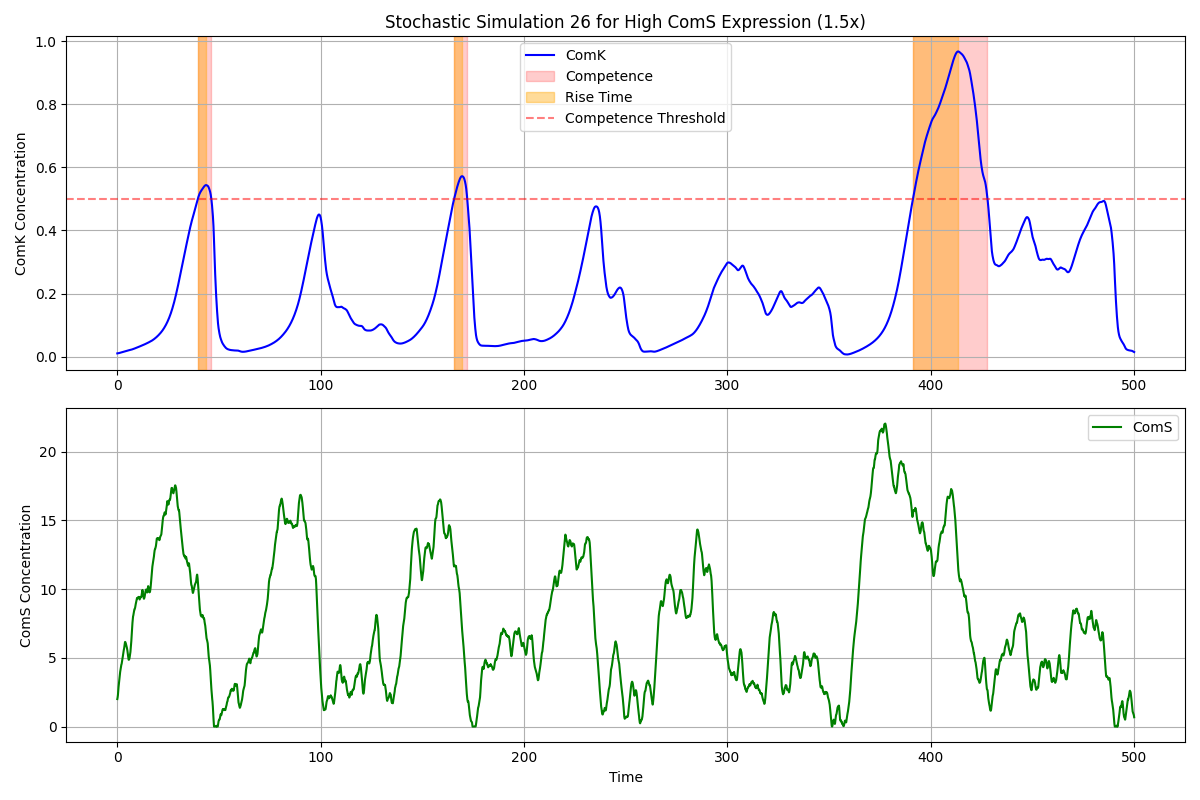 Stochastic Simulation 26 for High ComS Expression (1.5x)
ComK Concentration
1.0
0.8
0.6
0.4
0.2
0.0
ComK
Competence
Rise Time
Competence Threshold
0 100 200 300 400 500
ComS Concentration
20
15
10
5
0
ComS
0 100 200 300 400 500
Time